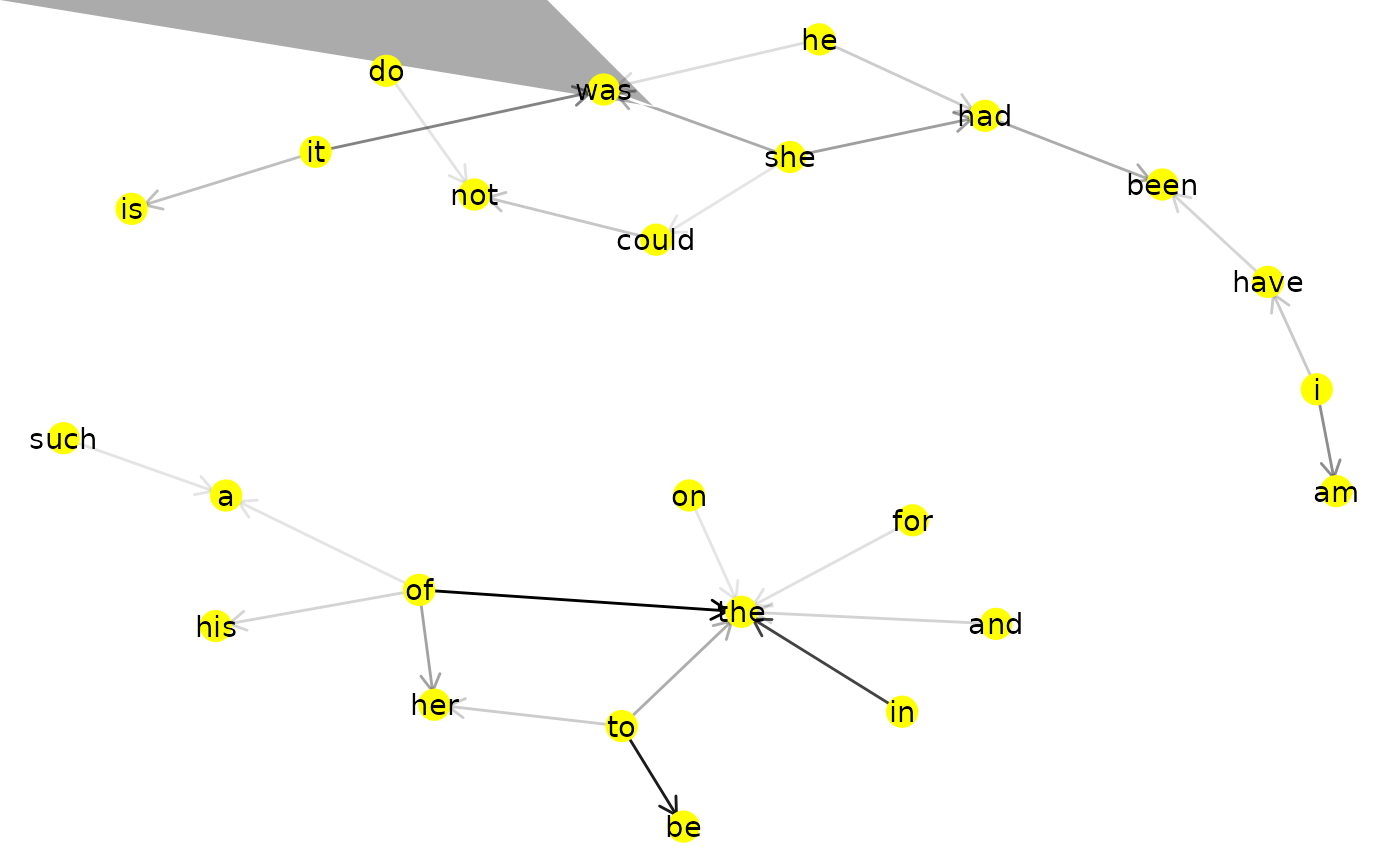 he
do
was
had
it
she
been
is
not
could
have
i
such
am
a
on
for
of
the
his
and
her
in
to
be